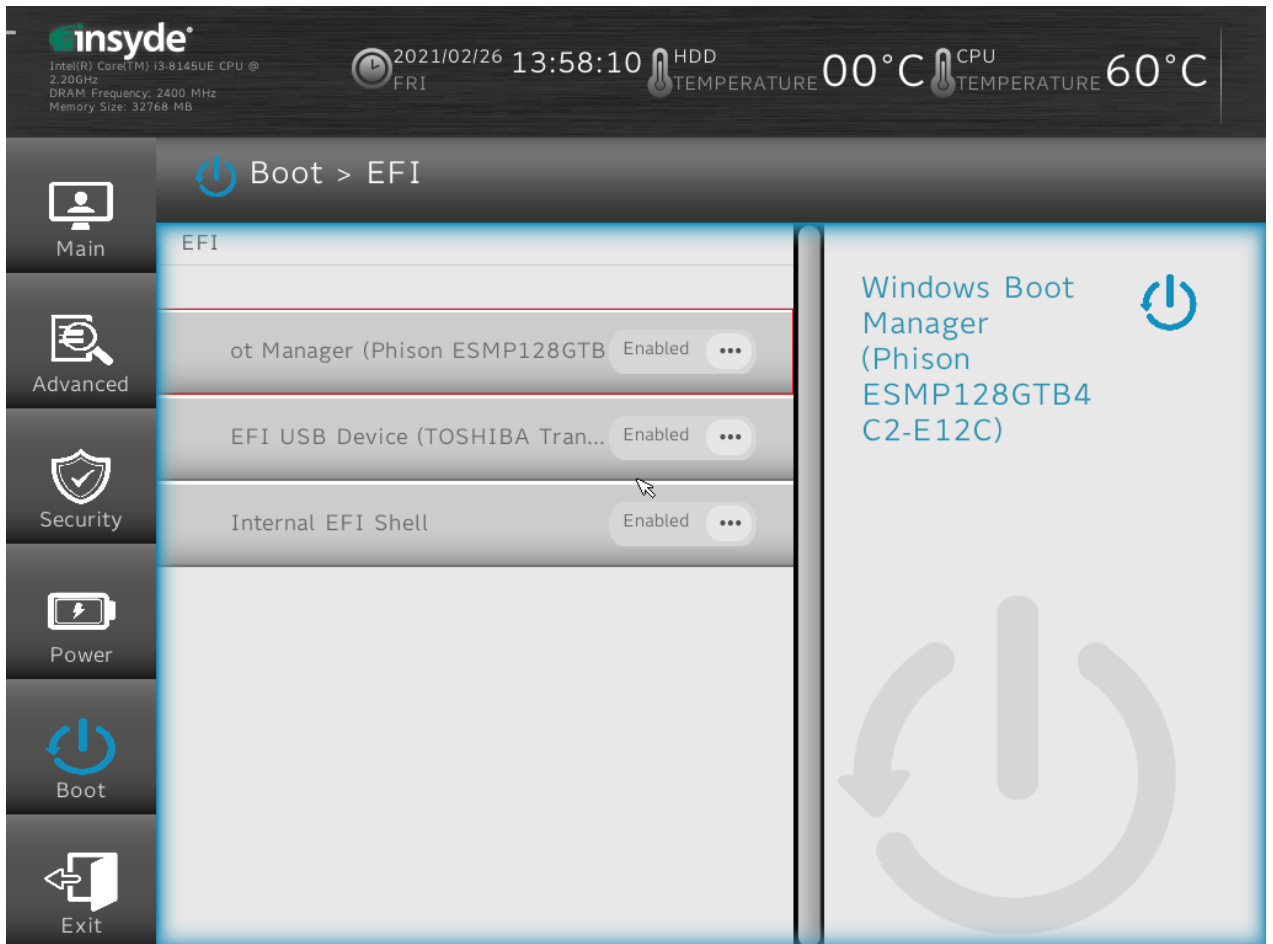 insyde®
Intel(R) Core(TM) i3-8145UE CPU @
2.20GHz
DRAM Frequency: 2400 MHz
Memory Size: 32768 MB
2021/02/26
FRI
13:58:10
HDD
TEMPERATURE
00°C
CPU
TEMPERATURE
60°C
Main
Advanced
Security
Power
Boot
Exit
Boot > EFI
EFI
ot Manager (Phison ESMP128GTB
Enabled
EFI USB Device (TOSHIBA Tran...
Enabled
Internal EFI Shell
Enabled
Windows Boot
Manager
(Phison
ESMP128GTB4
C2-E12C)